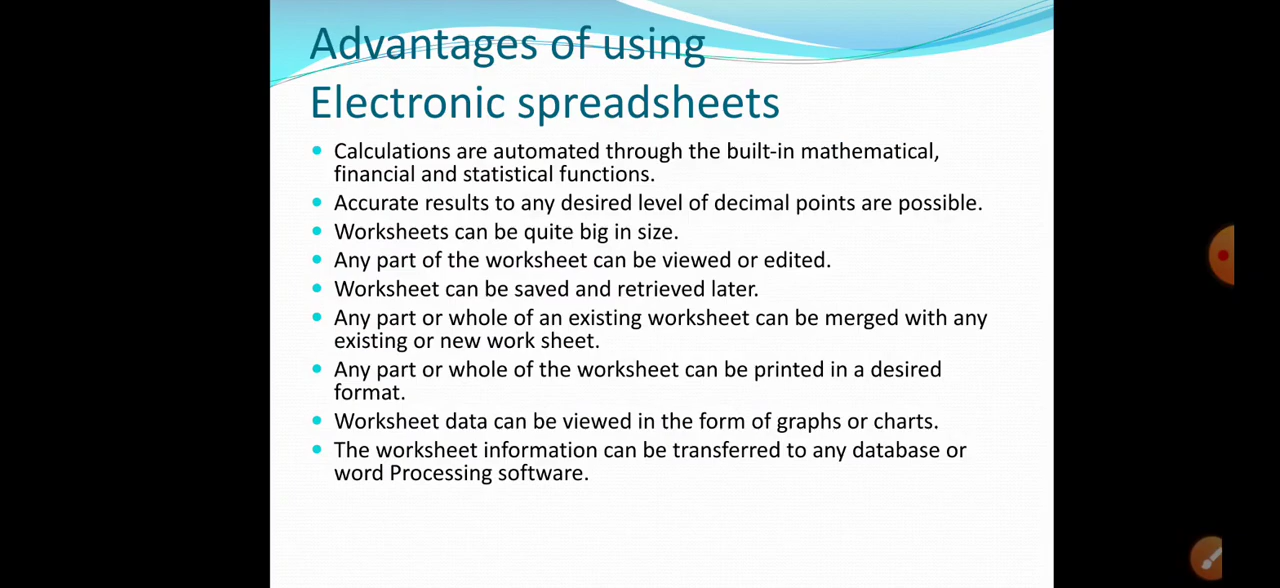 Advantages of using
Electronic spreadsheets
Calculations are automated through the built-in mathematical,
financial and statistical functions.
Accurate results to any desired level of decimal points are possible.
Worksheets can be quite big in size.
Any part of the worksheet can be viewed or edited.
Worksheet can be saved and retrieved later.
Any part or whole of an existing worksheet can be merged with any
existing or new work sheet.
Any part or whole of the worksheet can be printed in a desired
format.
Worksheet data can be viewed in the form of graphs or charts.
The worksheet information can be transferred to any database or
word Processing software.